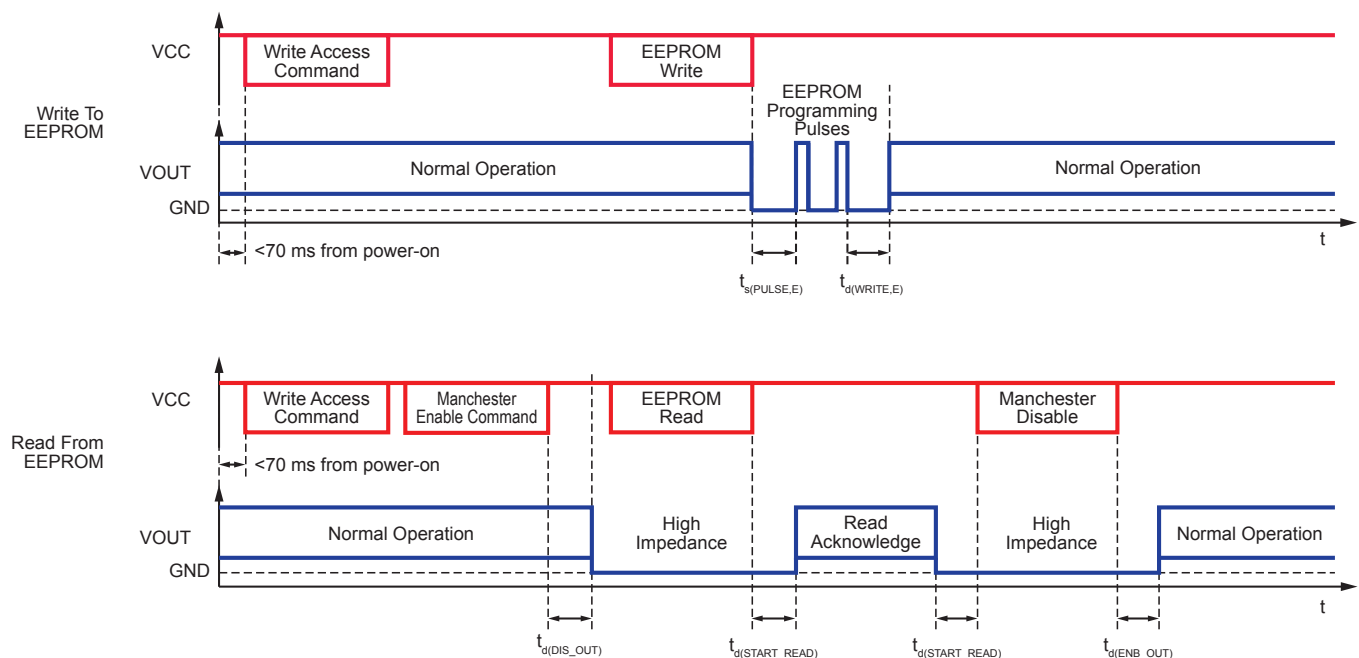 VCC
Write Access
Command
EEPROM
Write
EEPROM
Programming
Pulses
Write To
EEPROM
VOUT
Normal Operation
Normal Operation
GND
t
<70 ms from power-on
ts(PULSE,E)
td(WRITE,E)
VCC
Write Access
Command
Manchester
Enable Command
EEPROM
Read
Manchester
Disable
Read From
EEPROM
<70 ms from power-on
VOUT
Normal Operation
High
Impedance
Read
Acknowledge
High
Impedance
Normal Operation
GND
t
td(DIS_OUT)
td(START_READ)
td(START_READ)
td(ENB_OUT)